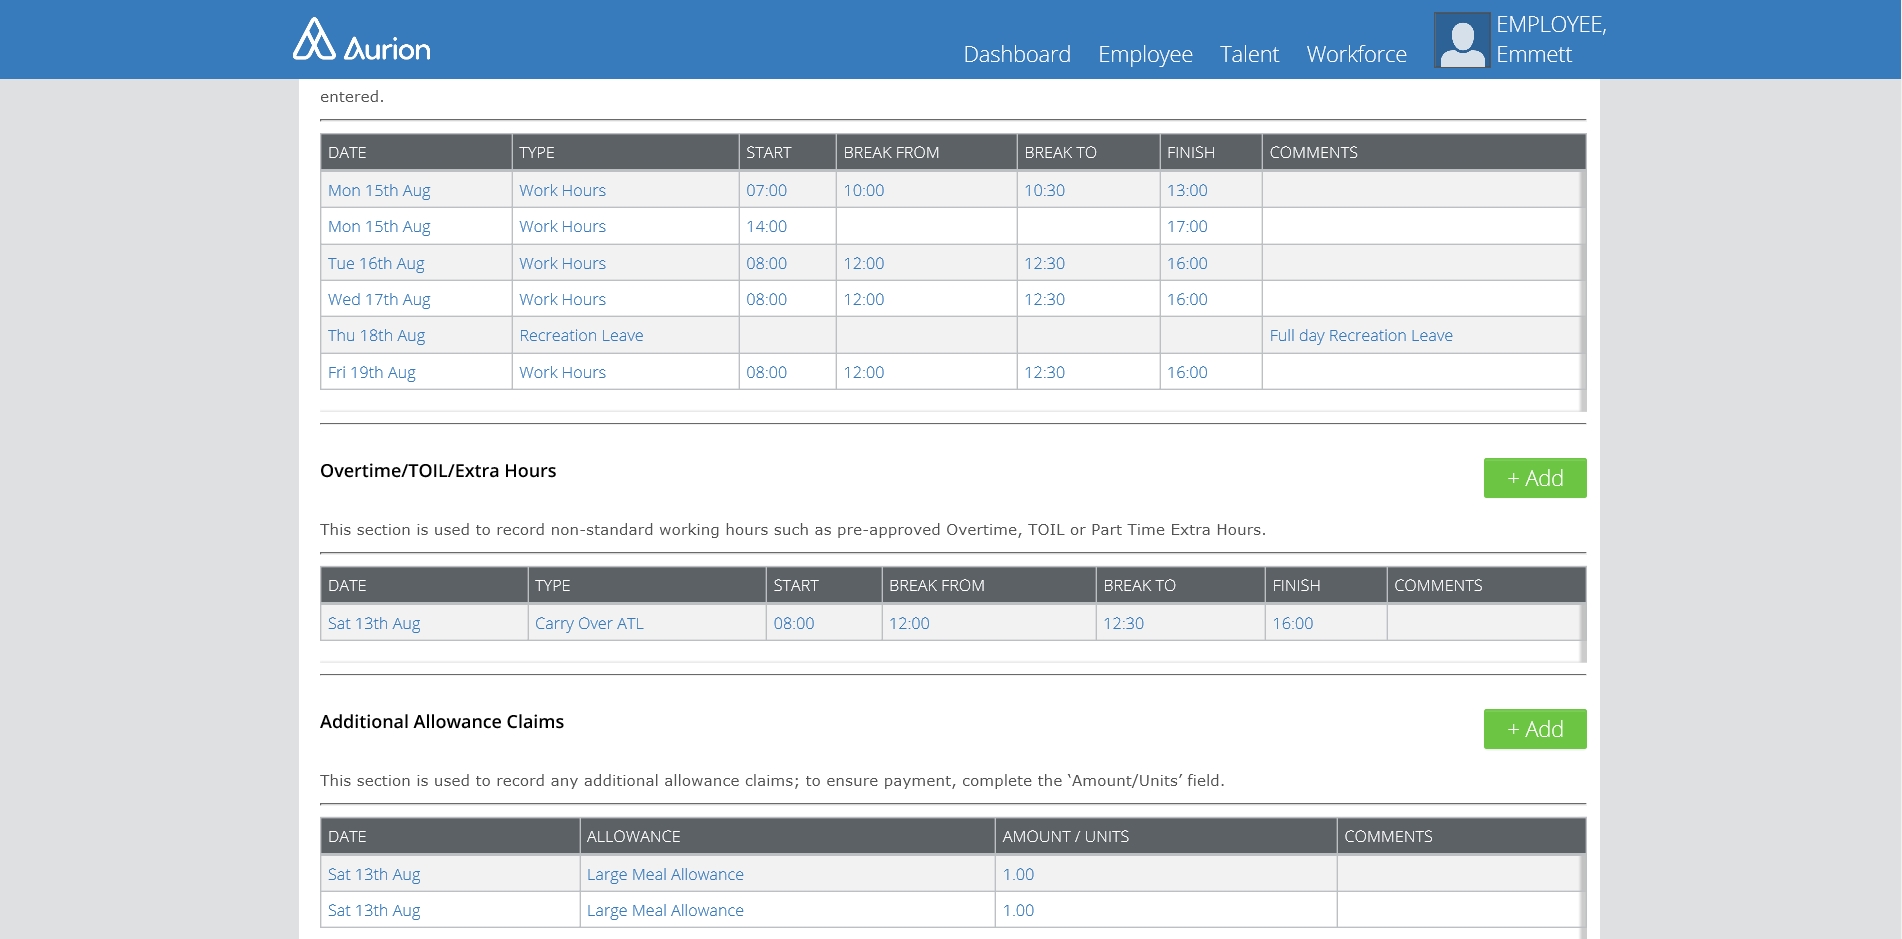 Aurion
Dashboard Employee Talent Workforce EMPLOYEE,
Emmett
entered.
DATE TYPE START BREAK FROM BREAK TO FINISH COMMENTS
Mon 15th Aug Work Hours 07:00 10:00 10:30 13:00
Mon 15th Aug Work Hours 14:00 17:00
Tue 16th Aug Work Hours 08:00 12:00 12:30 16:00
Wed 17th Aug Work Hours 08:00 12:00 12:30 16:00
Thu 18th Aug Recreation Leave Full day Recreation Leave
Fri 19th Aug Work Hours 08:00 12:00 12:30 16:00
Overtime/TOIL/Extra Hours
+ Add
This section is used to record non-standard working hours such as pre-approved Overtime, TOIL or Part Time Extra Hours.
DATE TYPE START BREAK FROM BREAK TO FINISH COMMENTS
Sat 13th Aug Carry Over ATL 08:00 12:00 12:30 16:00
Additional Allowance Claims
+ Add
This section is used to record any additional allowance claims; to ensure payment, complete the ‘Amount/Units’ field.
DATE ALLOWANCE AMOUNT / UNITS COMMENTS
Sat 13th Aug Large Meal Allowance 1.00
Sat 13th Aug Large Meal Allowance 1.00